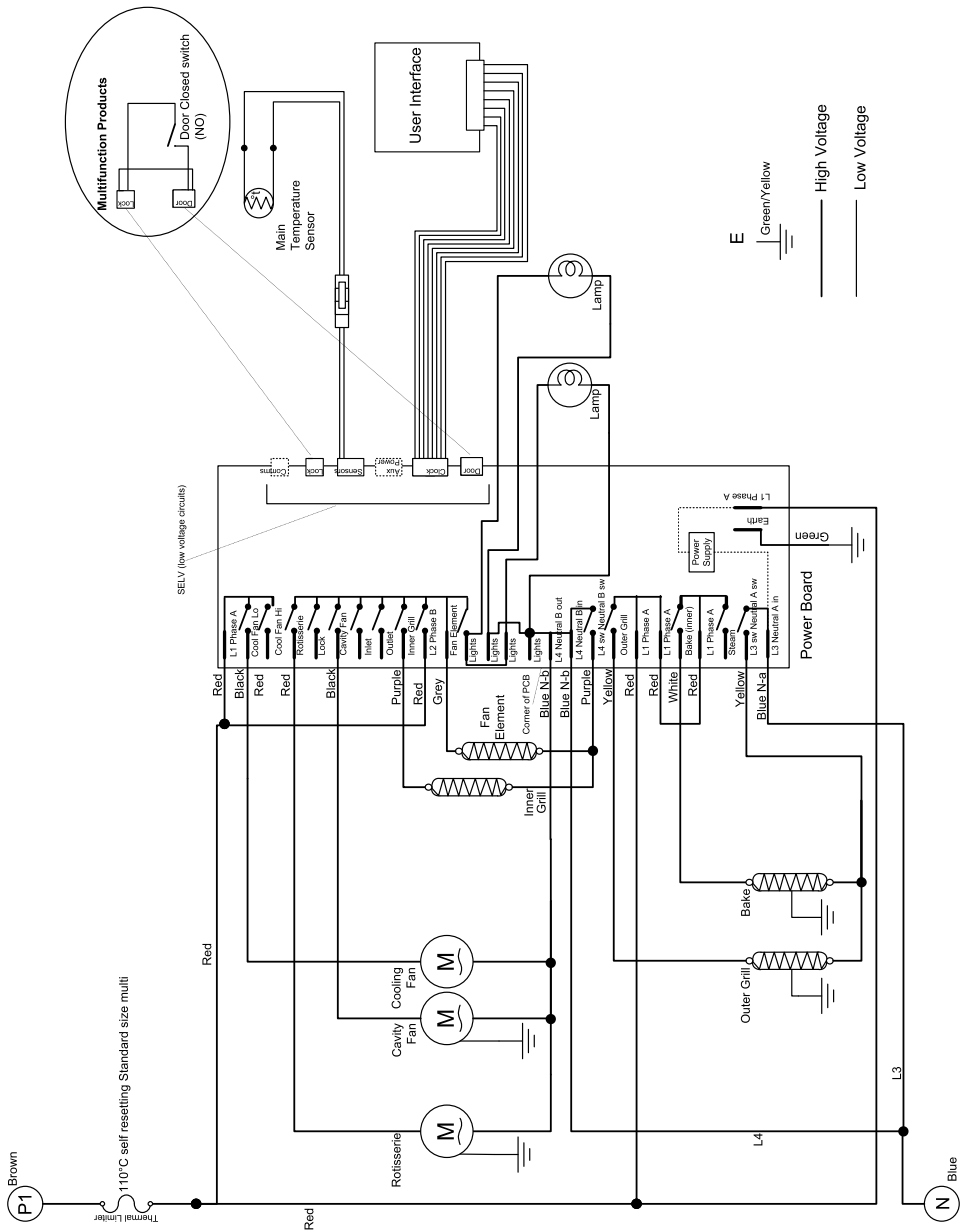 P1
Brown
110°C self resetting Standard size multi
Thermal Limiter
Red
Red
Rotisserie
M
Cavity
Fan
M
Cooling
Fan
M
Outer Grill
Bake
L4
L3
N
Blue
Inner
Grill
Fan
Element
Corner of PCB
Red
Black
Red
Red
Black
Purple
Red
Grey
Blue N-b
Blue N-b
Purple
Yellow
Red
Red
White
Red
Yellow
Blue N-a
L1 Phase A
Cool Fan Lo
Cool Fan Hi
Rotisserie
Lock
Cavity Fan
Inlet
Outlet
Inner Grill
L2 Phase B
Fan Element
Lights
Lights
Lights
Lights
L4 Neutral B out
L4 Neutral B in
L4 sw Neutral B sw
Outer Grill
L1 Phase A
Bake (inner)
L1 Phase A
Steam
L3 sw Neutral A sw
L3 Neutral A in
Power Board
Power
Supply
Green
Earth
L1 Phase A
SELV (low voltage circuits)
Comms
Lock
Sensors
Aux
Power
Clock
Door
Lamp
Lamp
Main
Temperature
Sensor
t°
User Interface
Multifunction Products
Lock
Door
Door Closed switch
(NO)
E
Green/Yellow
High Voltage
Low Voltage